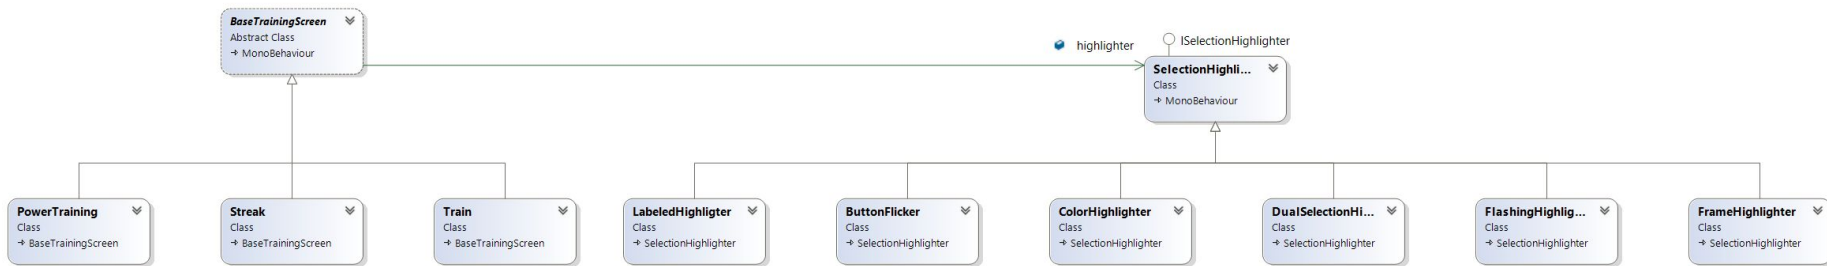 BaseTrainingScreen
Abstract Class
MonoBehaviour
highlighter
ISelectionHighlighter
SelectionHighli...
Class
MonoBehaviour
PowerTraining
Class
BaseTrainingScreen
Streak
Class
BaseTrainingScreen
Train
Class
BaseTrainingScreen
LabeledHighligter
Class
SelectionHighlighter
ButtonFlicker
Class
SelectionHighlighter
ColorHighlighter
Class
SelectionHighlighter
DualSelectionHi...
Class
SelectionHighlighter
FlashingHighlig...
Class
SelectionHighlighter
FrameHighlighter
Class
SelectionHighlighter